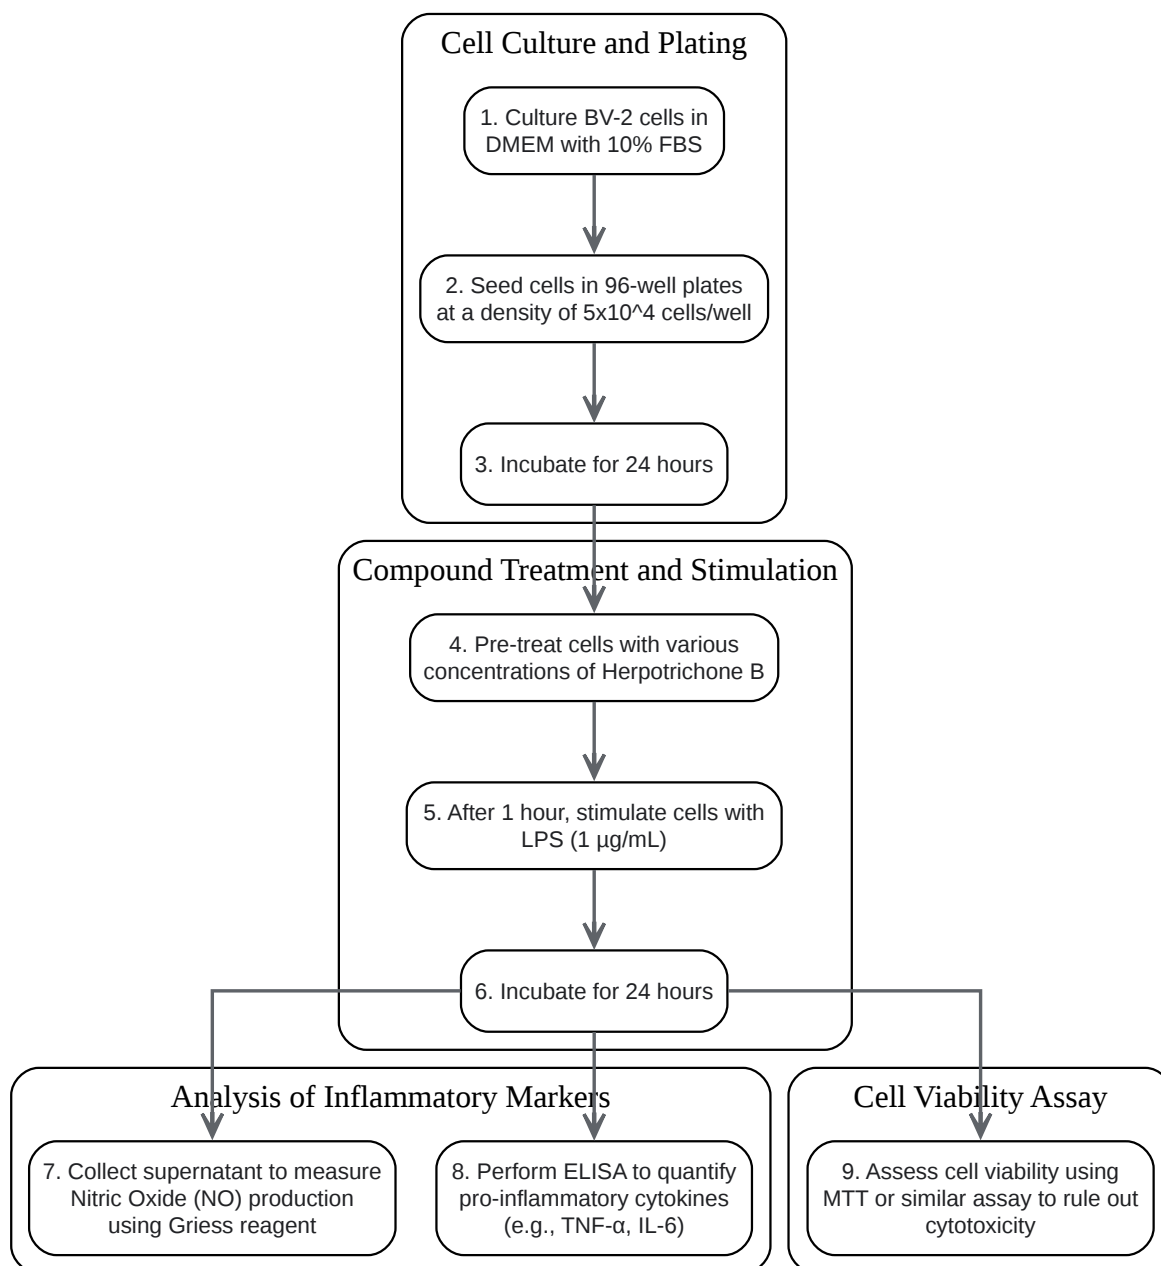 Cell Culture and Plating
1. Culture BV-2 cells in
DMEM with 10% FBS
2. Seed cells in 96-well plates
at a density of 5x10^4 cells/well
3. Incubate for 24 hours
Compound Treatment and Stimulation
4. Pre-treat cells with various
concentrations of Herpotrichone B
5. After 1 hour, stimulate cells with
LPS (1 µg/mL)
6. Incubate for 24 hours
Analysis of Inflammatory Markers
7. Collect supernatant to measure
Nitric Oxide (NO) production
using Griess reagent
8. Perform ELISA to quantify
pro-inflammatory cytokines
(e.g., TNF-α, IL-6)
Cell Viability Assay
9. Assess cell viability using
MTT or similar assay to rule out
cytotoxicity